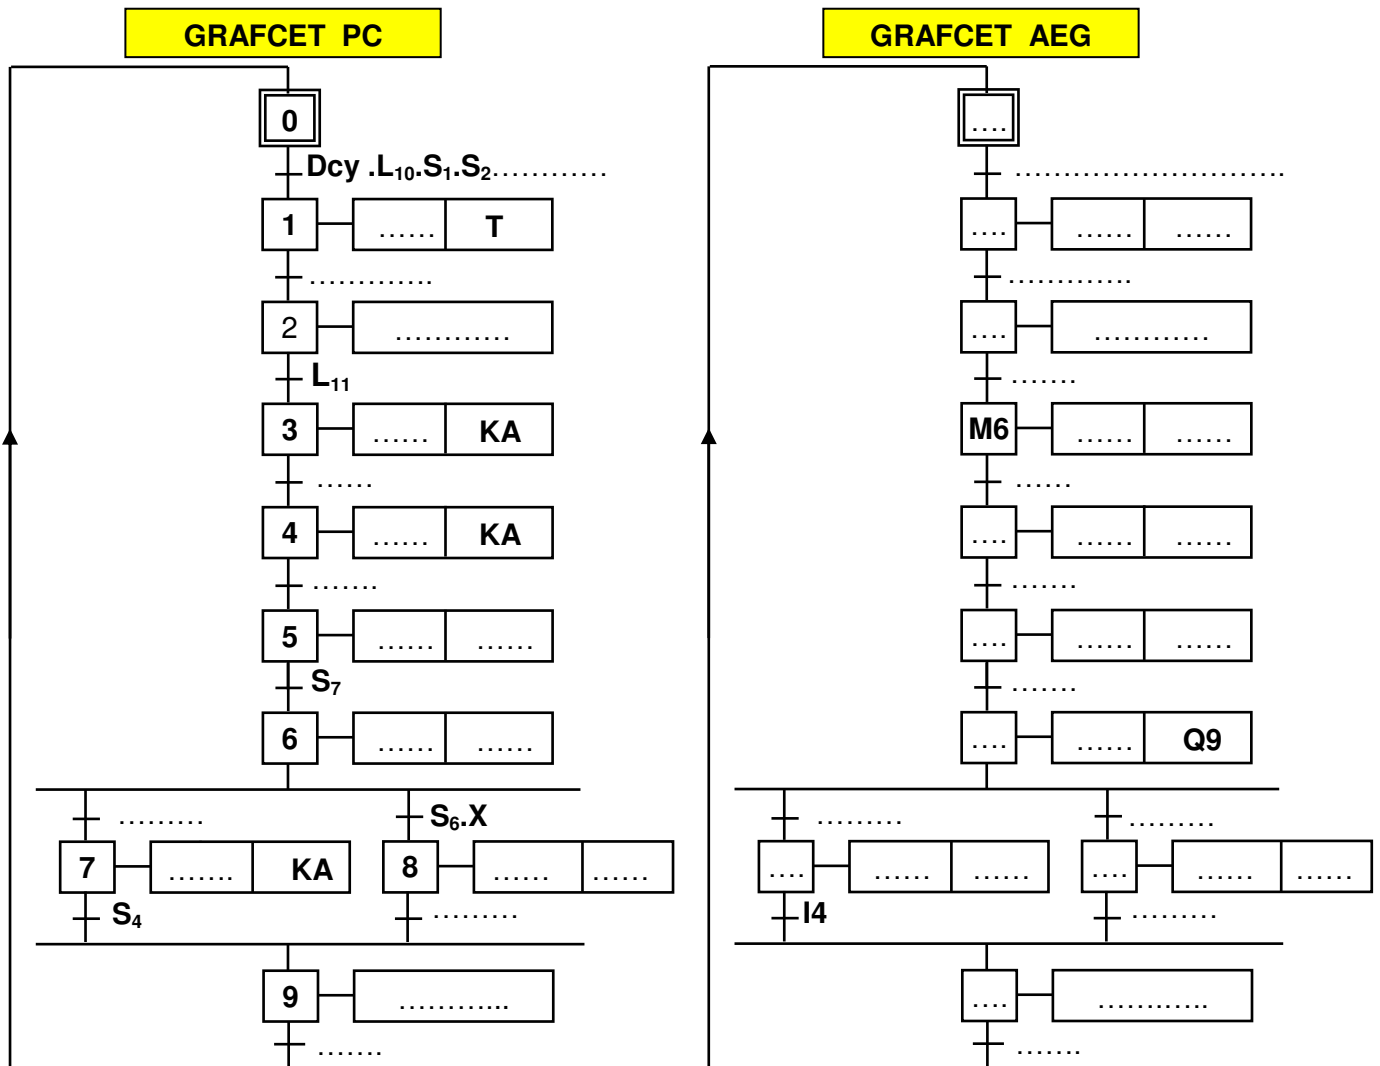 GRAFCET PC
0
Dcy .L10.S1.S2............
1 ...... T
.............
2 ............
L11
3 ...... KA
......
4 ...... KA
.......
5 ...... ......
S7
6 ...... ......
......... S6.X
7 ....... KA 8 ...... ......
S4 .........
9 ............
.......
GRAFCET AEG
....
...........................
.... ...... ......
.............
.... ............
.......
M6 ...... ......
......
.... ...... ......
.......
.... ...... ......
.......
.... ...... Q9
......... .........
.... ...... ...... .... ...... ......
I4 .........
.... ............
.......